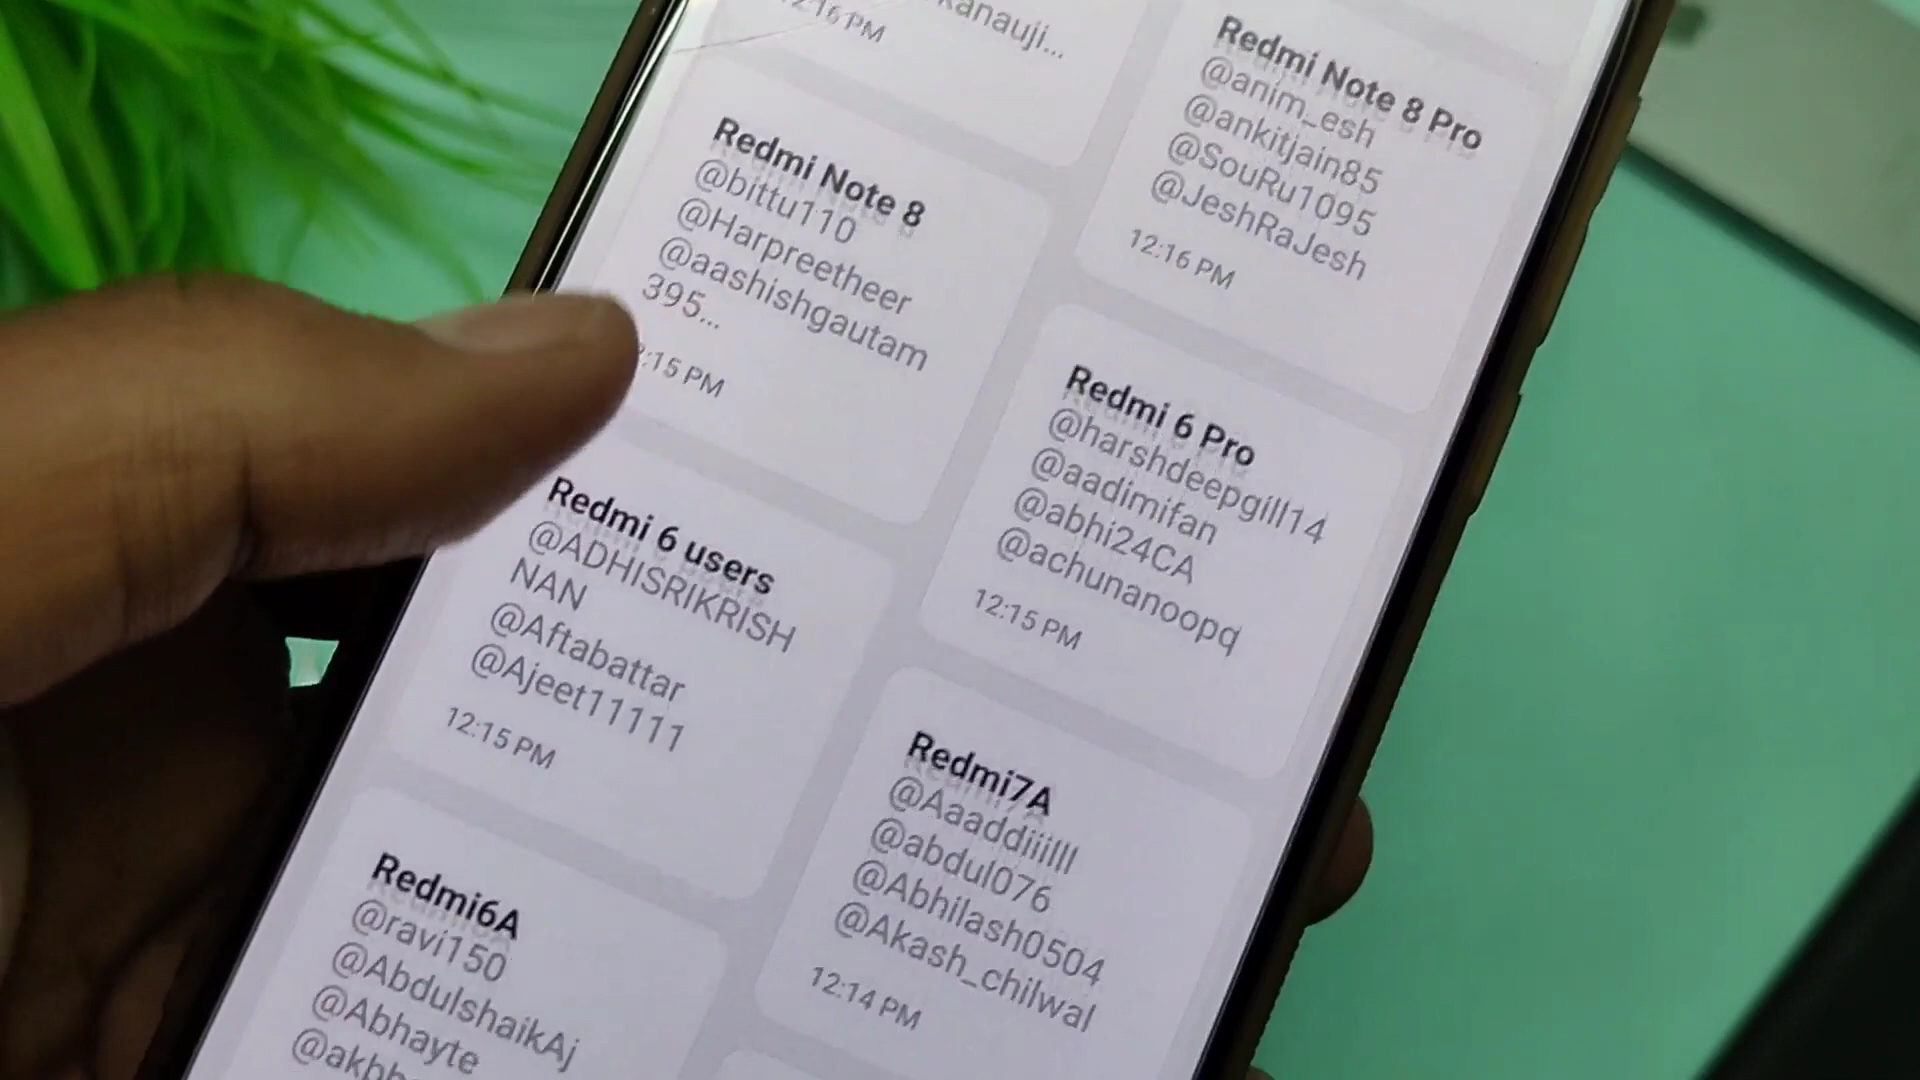 12:16 PM
kanauji...
Redmi Note 8 Pro
@anim_esh
@ankitjain85
@SouRu1095
@JeshRaJesh
12:16 PM
Redmi Note 8
@bittu110
@Harpreetheer
@aashishgautam
395...
:15 PM
Redmi 6 Pro
@harshdeepgill14
@aadimifan
@abhi24CA
@achunanoopq
12:15 PM
Redmi 6 users
@ADHISRIKRISH
NAN
@Aftabattar
@Ajeet11111
12:15 PM
Redmi7A
@Aaaddiiilll
@abdul076
@Abhilash0504
@Akash_chilwal
12:14 PM
Redmi6A
@ravi150
@AbdulshaikAj
@Abhayte